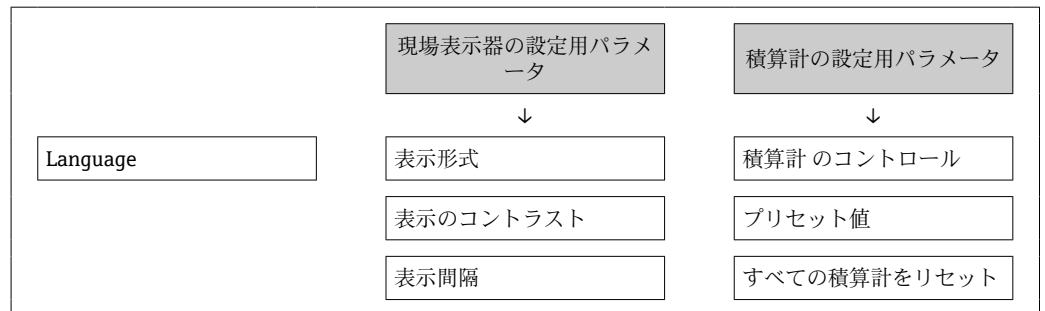 現場表示器の設定用パラメ
ータ
積算計の設定用パラメータ
↓
↓
Language
表示形式
積算計 のコントロール
表示のコントラスト
プリセット値
表示間隔
すべての積算計をリセット